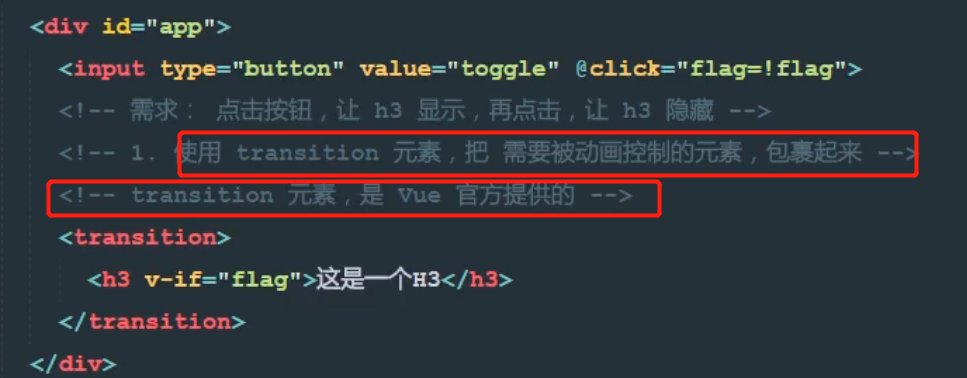 <div id="app">
<input type="button" value="toggle" @click="flag=!flag">
<!-- 需求： 点击按钮，让 h3 显示，再点击，让 h3 隐藏 -->
<!-- 1. 使用 transition 元素，把 需要被动画控制的元素，包裹起来 -->
<!-- transition 元素，是 Vue 官方提供的 -->
<transition>
<h3 v-if="flag">这是一个H3</h3>
</transition>
</div>